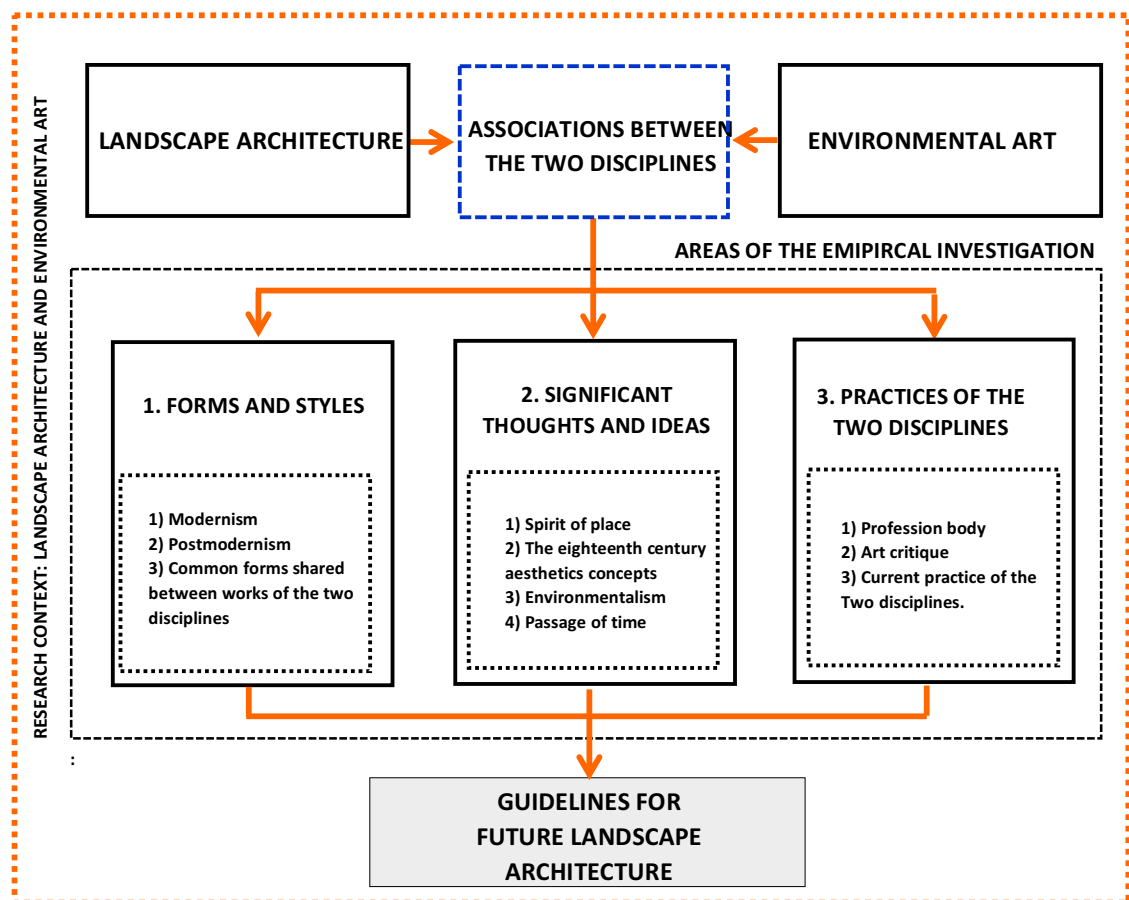 RESEARCH CONTEXT: LANDSCAPE ARCHITECTURE AND ENVIRONMENTAL ART
LANDSCAPE ARCHITECTURE
ASSOCIATIONS BETWEEN
THE TWO DISCIPLINES
ENVIRONMENTAL ART
AREAS OF THE EMIPIRCAL INVESTIGATION
1. FORMS AND STYLES
1) Modernism
2) Postmodernism
3) Common forms shared
between works of the two
disciplines
2. SIGNIFICANT
THOUGHTS AND IDEAS
1) Spirit of place
2) The eighteenth century
aesthetics concepts
3) Environmentalism
4) Passage of time
3. PRACTICES OF THE
TWO DISCIPLINES
1) Profession body
2) Art critique
3) Current practice of the
Two disciplines.
:
GUIDELINES FOR
FUTURE LANDSCAPE
ARCHITECTURE